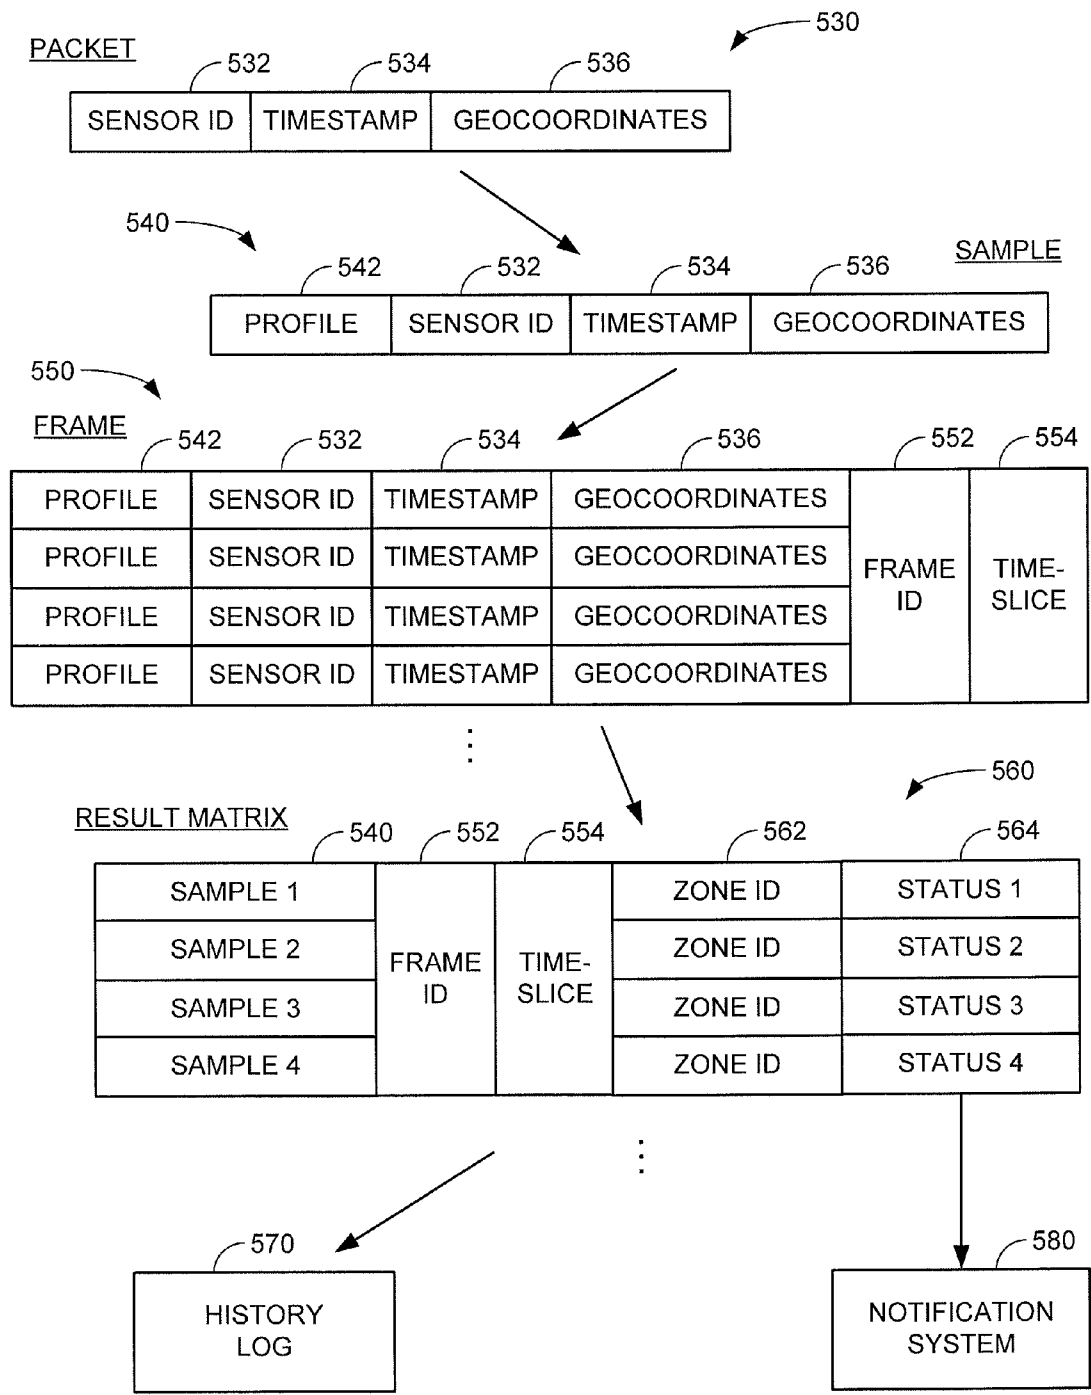 PACKET
530
532 534 536
SENSOR ID TIMESTAMP GEOCOORDINATES
540
SAMPLE
542 532 534 536
PROFILE SENSOR ID TIMESTAMP GEOCOORDINATES
550
FRAME
542 532 534 536 552 554
PROFILE SENSOR ID TIMESTAMP GEOCOORDINATES
PROFILE SENSOR ID TIMESTAMP GEOCOORDINATES
FRAME ID
TIME-SLICE
PROFILE SENSOR ID TIMESTAMP GEOCOORDINATES
PROFILE SENSOR ID TIMESTAMP GEOCOORDINATES
560
RESULT MATRIX
540 552 554 562 564
SAMPLE 1 ZONE ID STATUS 1
SAMPLE 2 ZONE ID STATUS 2
FRAME ID
TIME-SLICE
SAMPLE 3 ZONE ID STATUS 3
SAMPLE 4 ZONE ID STATUS 4
570
HISTORY
LOG
580
NOTIFICATION
SYSTEM